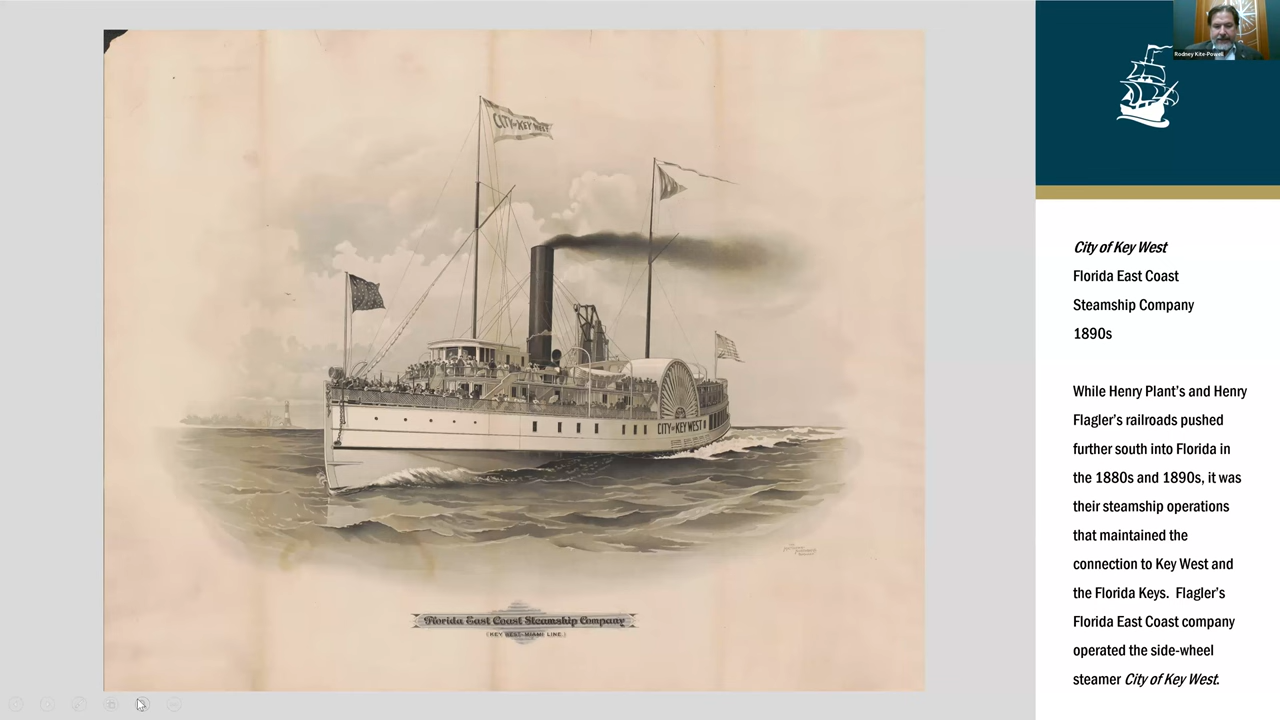 CITY OF KEY WEST
CITY OF KEY WEST
Florida East Coast Steamship Company
(KEY WEST-MIAMI LINE.)
Rodney Kite-Powell
City of Key West
Florida East Coast
Steamship Company
1890s
While Henry Plant's and Henry
Flagler's railroads pushed
further south into Florida in
the 1880s and 1890s, it was
their steamship operations
that maintained the
connection to Key West and
the Florida Keys. Flagler's
Florida East Coast company
operated the side-wheel
steamer City of Key West.